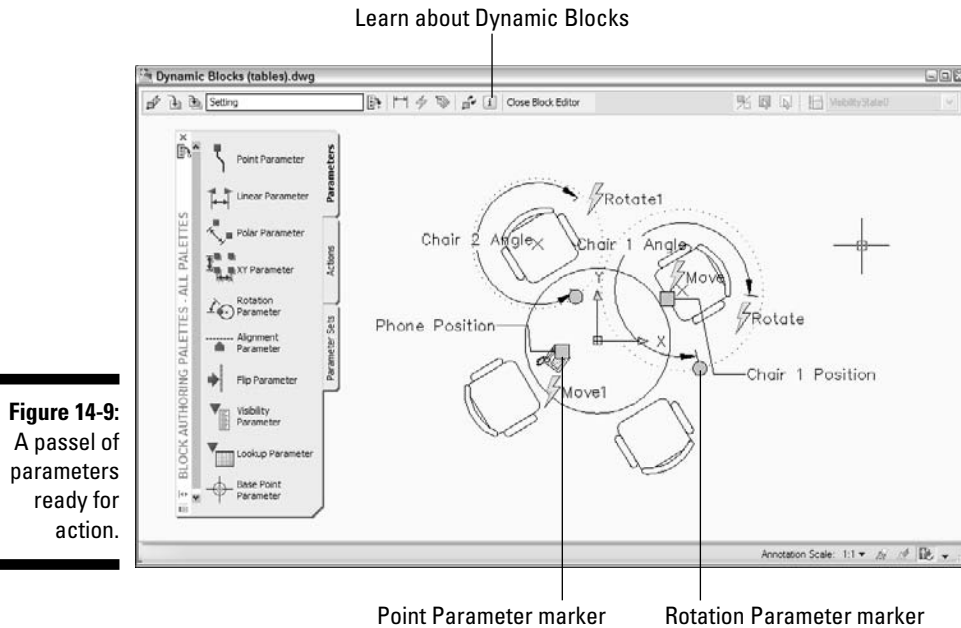 Learn about Dynamic Blocks
Dynamic Blocks (tables).dwg
Setting
Close Block Editor
VisibilityState0
BLOCK AUTHORING PALETTES - ALL PALETTES
Point Parameter
Linear Parameter
Polar Parameter
XY Parameter
Rotation
Parameter
Alignment
Parameter
Flip Parameter
Visibility
Parameter
Lookup Parameter
Base Point
Parameter
Parameters
Actions
Parameter Sets
Rotate1
Chair 2 Angle
Chair 1 Angle
Move
Y
Rotate
Phone Position
X
Chair 1 Position
Move1
Figure 14-9:
A passel of
parameters
ready for
action.
Annotation Scale: 1:1
Point Parameter marker
Rotation Parameter marker